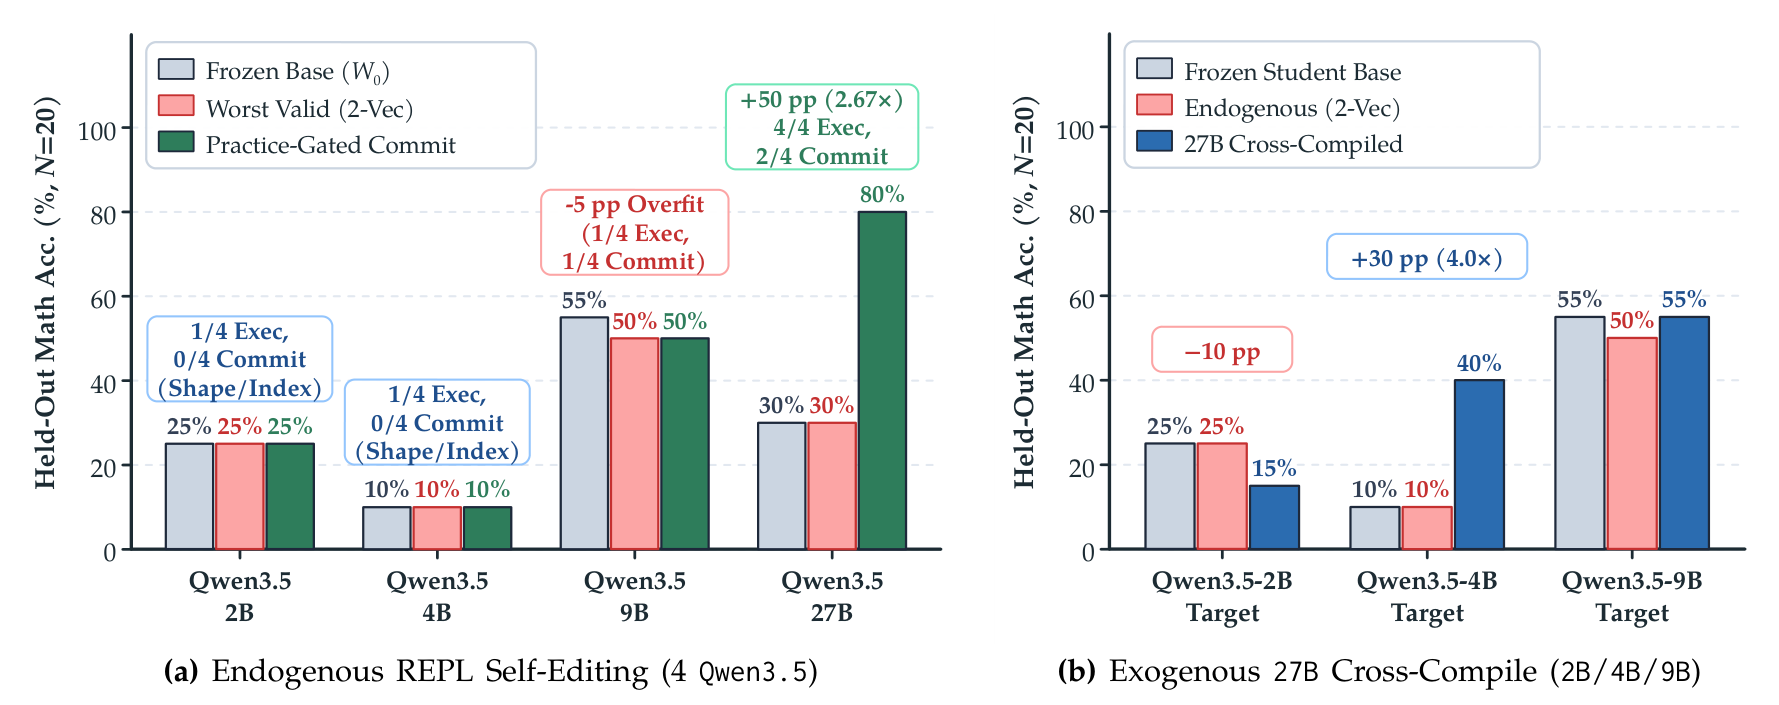 Held-Out Math Acc. (%, N=20)
0
20
40
60
80
100
Frozen Base (W₀)
Worst Valid (2-Vec)
Practice-Gated Commit
1/4 Exec,
0/4 Commit
(Shape/Index)
25% 25% 25%
1/4 Exec,
0/4 Commit
(Shape/Index)
10% 10% 10%
-5 pp Overfit
(1/4 Exec,
1/4 Commit)
55%
50% 50%
+50 pp (2.67×)
4/4 Exec,
2/4 Commit
80%
30% 30%
Qwen3.5
2B
Qwen3.5
4B
Qwen3.5
9B
Qwen3.5
27B
(a) Endogenous REPL Self-Editing (4 Qwen3.5)
Held-Out Math Acc. (%, N=20)
0
20
40
60
80
100
Frozen Student Base
Endogenous (2-Vec)
27B Cross-Compiled
−10 pp
25% 25%
15%
+30 pp (4.0×)
10% 10%
40%
55%
50%
55%
Qwen3.5-2B
Target
Qwen3.5-4B
Target
Qwen3.5-9B
Target
(b) Exogenous 27B Cross-Compile (2B/4B/9B)